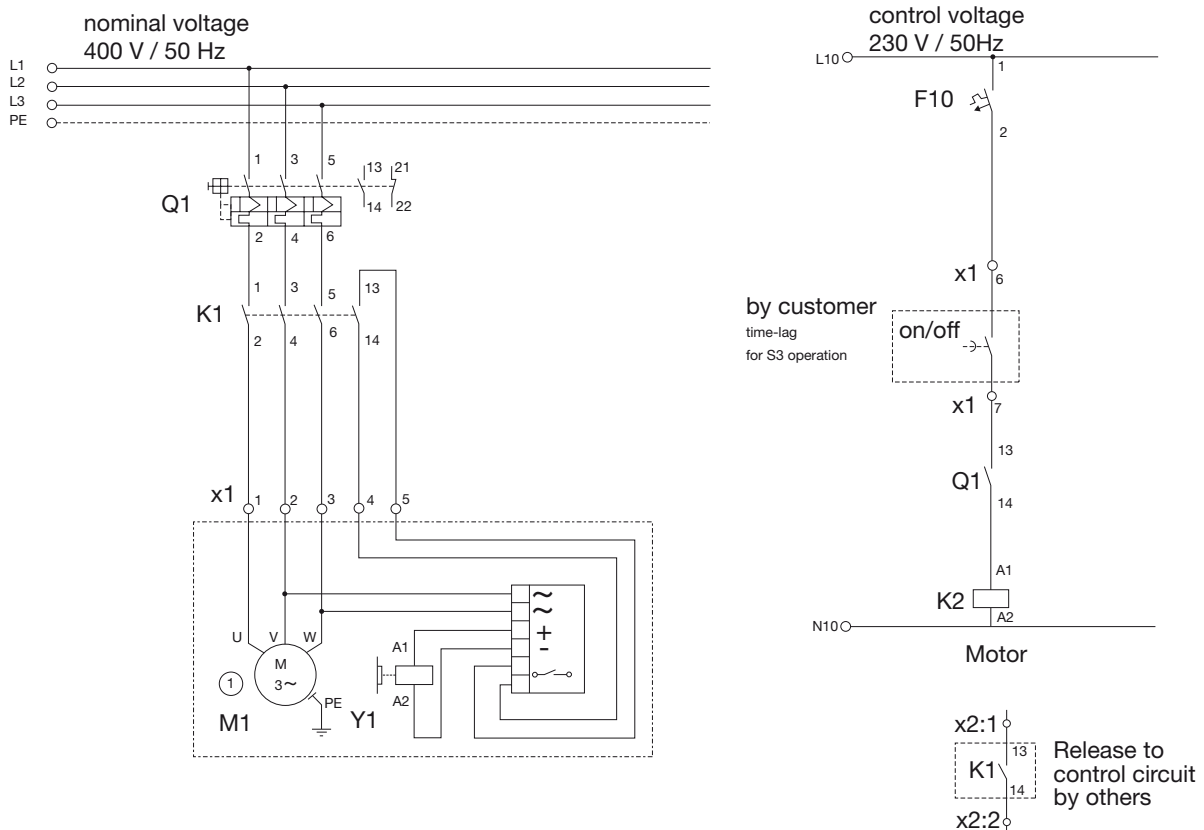 nominal voltage
400 V / 50 Hz
L1
L2
L3
PE
1 3 5 13 21
Q1
14 22
2 4 6
1 3 5 13
K1
2 4 6 14
x1 1 2 3 4 5
~
~
+
-
U V W
M
3~
PE
1
M1
A1
A2
Y1
control voltage
230 V / 50Hz
L10
1
F10
2
x1
6
by customer
time-lag
for S3 operation
on/off
x1
7
13
Q1
14
A1
K2
A2
N10
Motor
x2:1
13
K1
14
x2:2
Release to
control circuit
by others